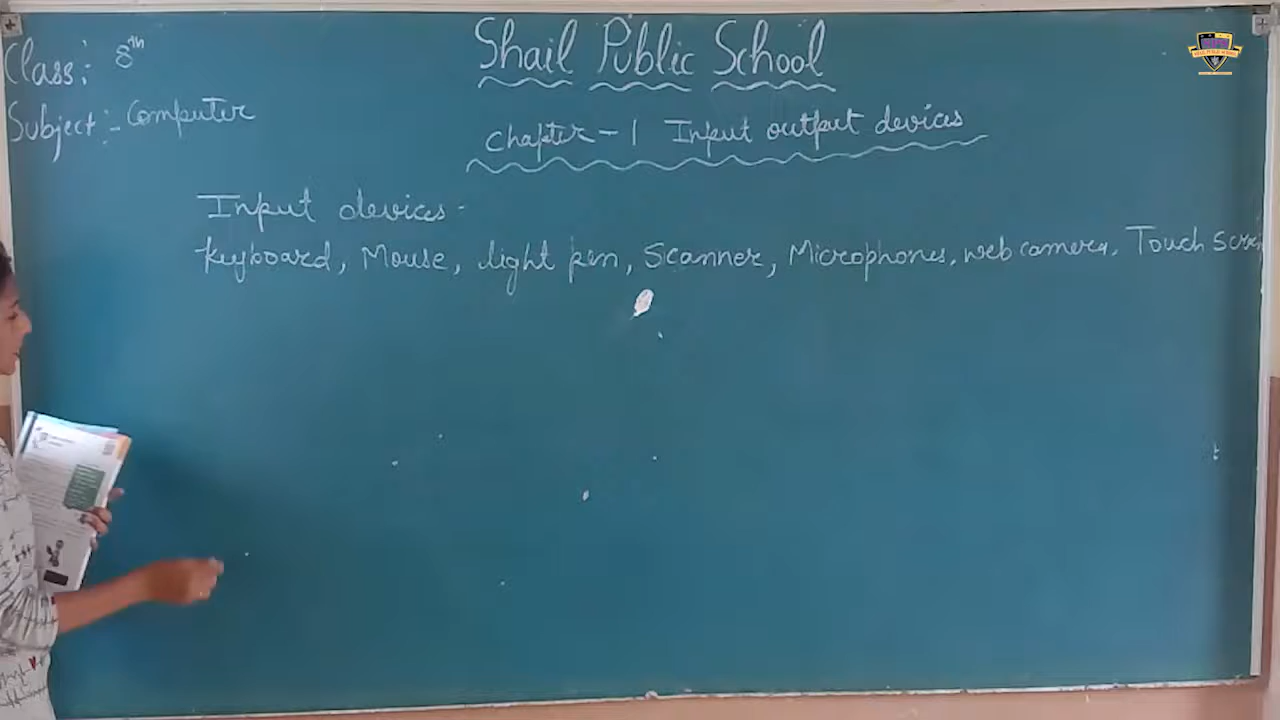 Shail Public School
Class: 8th
Subject:- Computer
chapter - 1 Input output devices
Input devices -
keyboard, Mouse, light pen, Scanner, Microphones, web camera, Touch